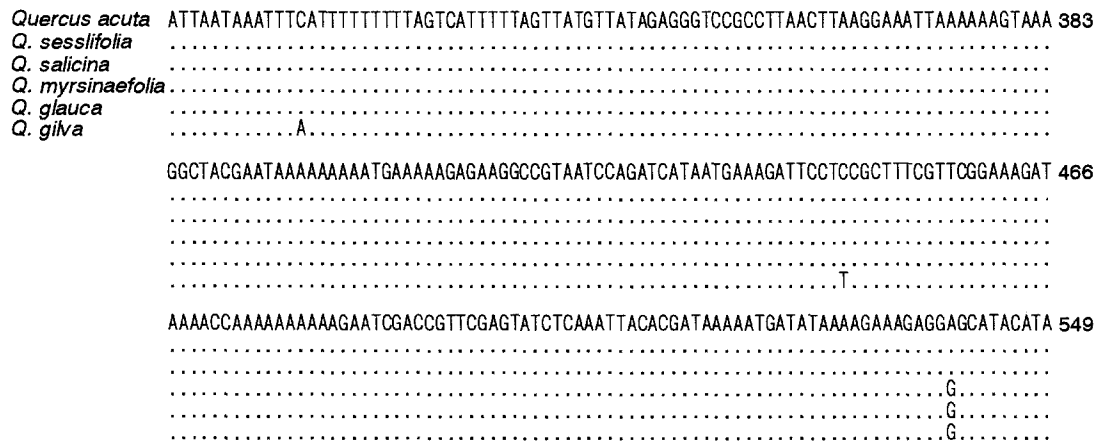 Quercus acuta ATTAATAAATTTCATTTTTTTTTAGTCATTTTTAGTTATGTTATAGAGGGTCCGCCTTAACTTAAGGAAATTAAAAAAGTAAA 383
Q. sesslifolia ...................................................................................
Q. salicina ...................................................................................
Q. myrsinaefolia ...................................................................................
Q. glauca ...................................................................................
Q. gilva ............A......................................................................
GGCTACGAATAAAAAAAAATGAAAAAGAGAAGGCCGTAATCCAGATCATAATGAAAGATTCCTCCGCTTTCGTTCGGAAAGAT 466
...................................................................................
...................................................................................
...................................................................................
...................................................................................
...............................................................T...................
AAAACCAAAAAAAAAAGAATCGACCGTTCGAGTATCTCAAATTACACGATAAAAATGATATAAAAGAAAGAGGAGCATACATA 549
...................................................................................
...................................................................................
.........................................................................G.........
.........................................................................G.........
.........................................................................G.........